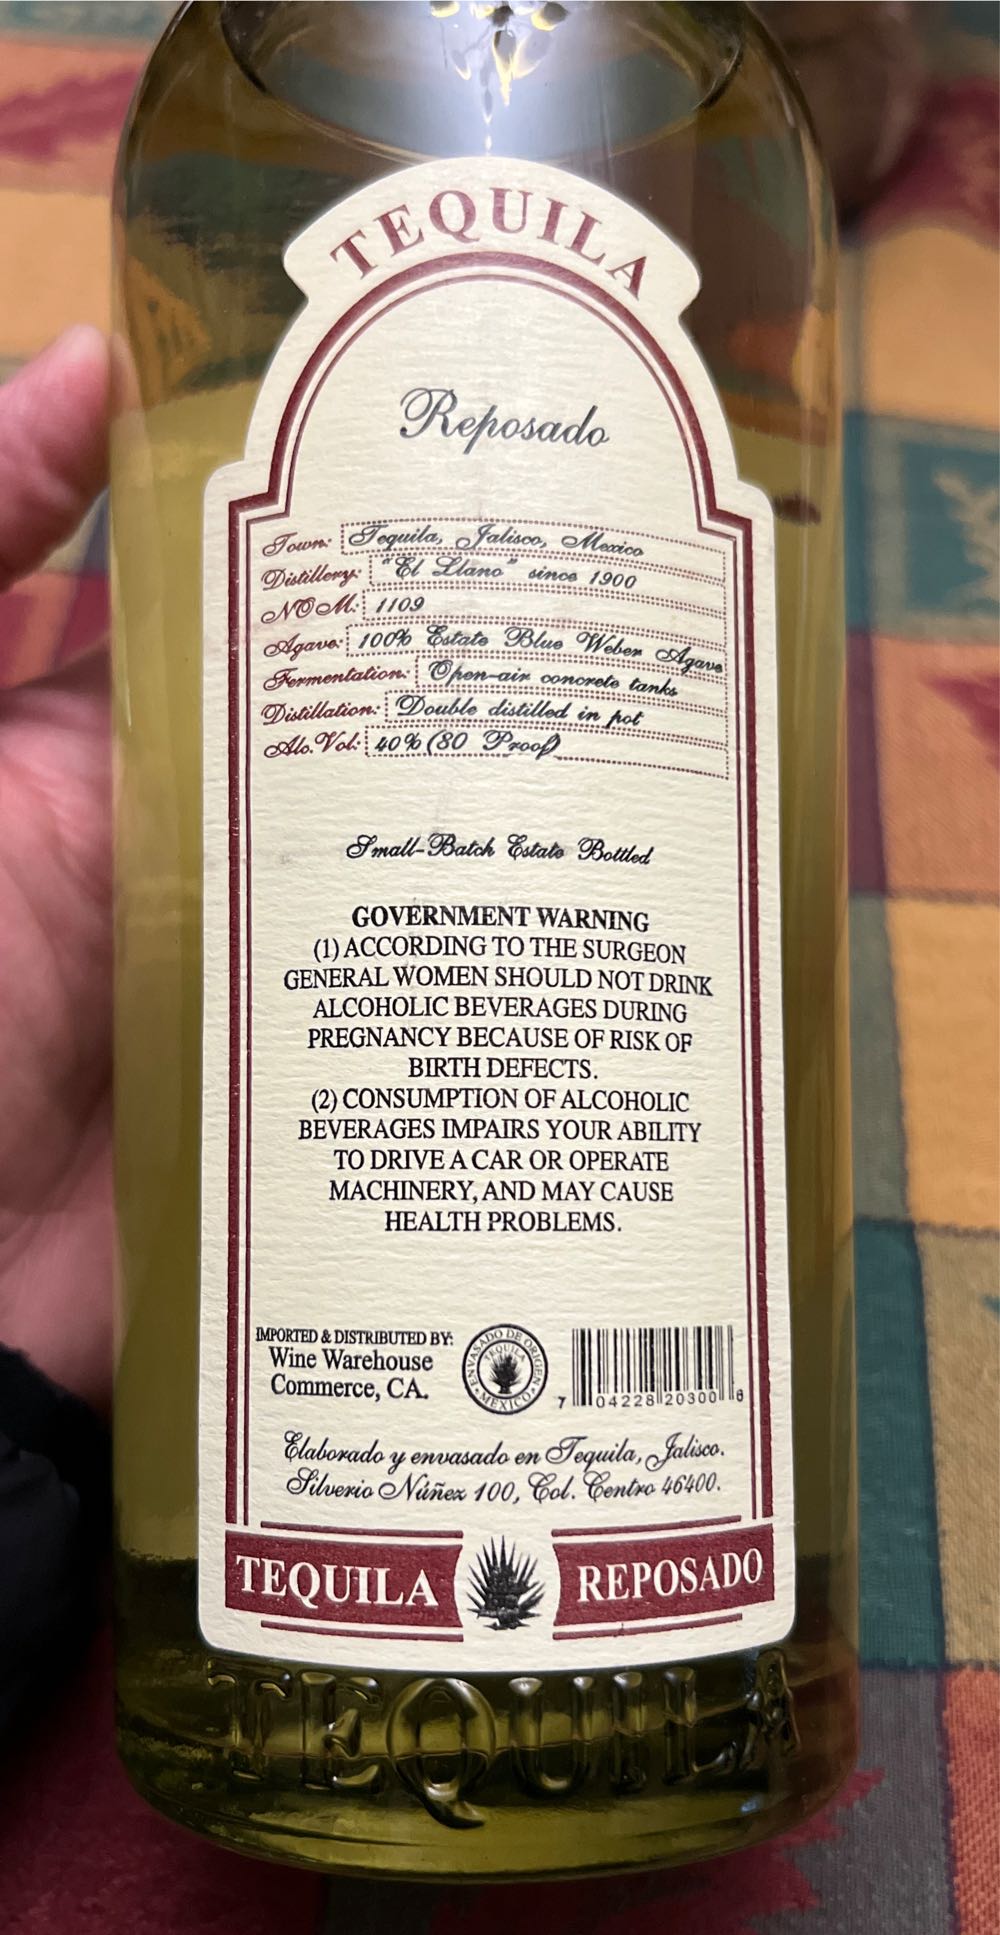 TEQUILA
Reposado
Town: Tequila, Jalisco, Mexico
Distillery: "El Llano" since 1900
NOM: 1109
Agave: 100% Estate Blue Weber Agave
Fermentation: Open-air concrete tanks
Distillation: Double distilled in pot
Alc. Vol: 40% (80 Proof)
Small-Batch Estate Bottled
GOVERNMENT WARNING
(1) ACCORDING TO THE SURGEON
GENERAL WOMEN SHOULD NOT DRINK
ALCOHOLIC BEVERAGES DURING
PREGNANCY BECAUSE OF RISK OF
BIRTH DEFECTS.
(2) CONSUMPTION OF ALCOHOLIC
BEVERAGES IMPAIRS YOUR ABILITY
TO DRIVE A CAR OR OPERATE
MACHINERY, AND MAY CAUSE
HEALTH PROBLEMS.
IMPORTED & DISTRIBUTED BY:
Wine Warehouse
Commerce, CA.
ENVASADO DE ORIGEN
TEQUILA
MEXICO
7 04228 20300 8
Elaborado y envasado en Tequila, Jalisco.
Silverio Núñez 100, Col. Centro 46400.
TEQUILA REPOSADO
TEQUILA